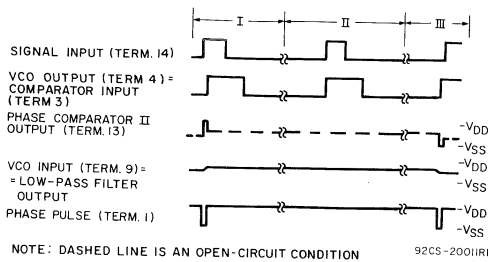 I II III
SIGNAL INPUT (TERM. 14)
VCO OUTPUT (TERM 4) =
COMPARATOR INPUT
(TERM 3)
PHASE COMPARATOR II
OUTPUT (TERM. 13)
-VDD
-VSS
VCO INPUT (TERM. 9)=
= LOW-PASS FILTER
OUTPUT
-VDD
-VSS
PHASE PULSE (TERM. 1)
-VDD
-VSS
NOTE: DASHED LINE IS AN OPEN-CIRCUIT CONDITION
92CS-20011RI